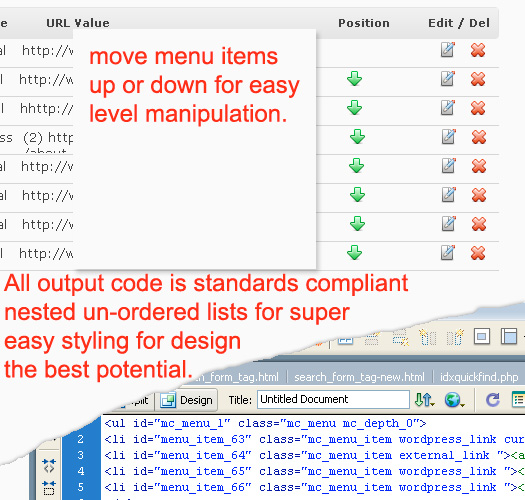 e URL Value Position Edit / Del
al http://w
al http://w
al hhttp://
ss (2) http
/about
al http://w
al http://w
al http://w
al http://w
move menu items
up or down for easy
level manipulation.
All output code is standards compliant
nested un-ordered lists for super
easy styling for design
the best potential.
h_form_tag.html search_form_tag-new.html idxquickfind.php
Split Design Title: Untitled Document
1 <ul id="mc_menu_1" class="mc_menu mc_depth_0">
2 <li id="menu_item_63" class="mc_menu_item wordpress_link cur
3 <li id="menu_item_64" class="mc_menu_item external_link "><a
4 <li id="menu_item_65" class="mc_menu_item wordpress_link "><
5 <li id="menu_item_66" class="mc_menu_item wordpress_link "><